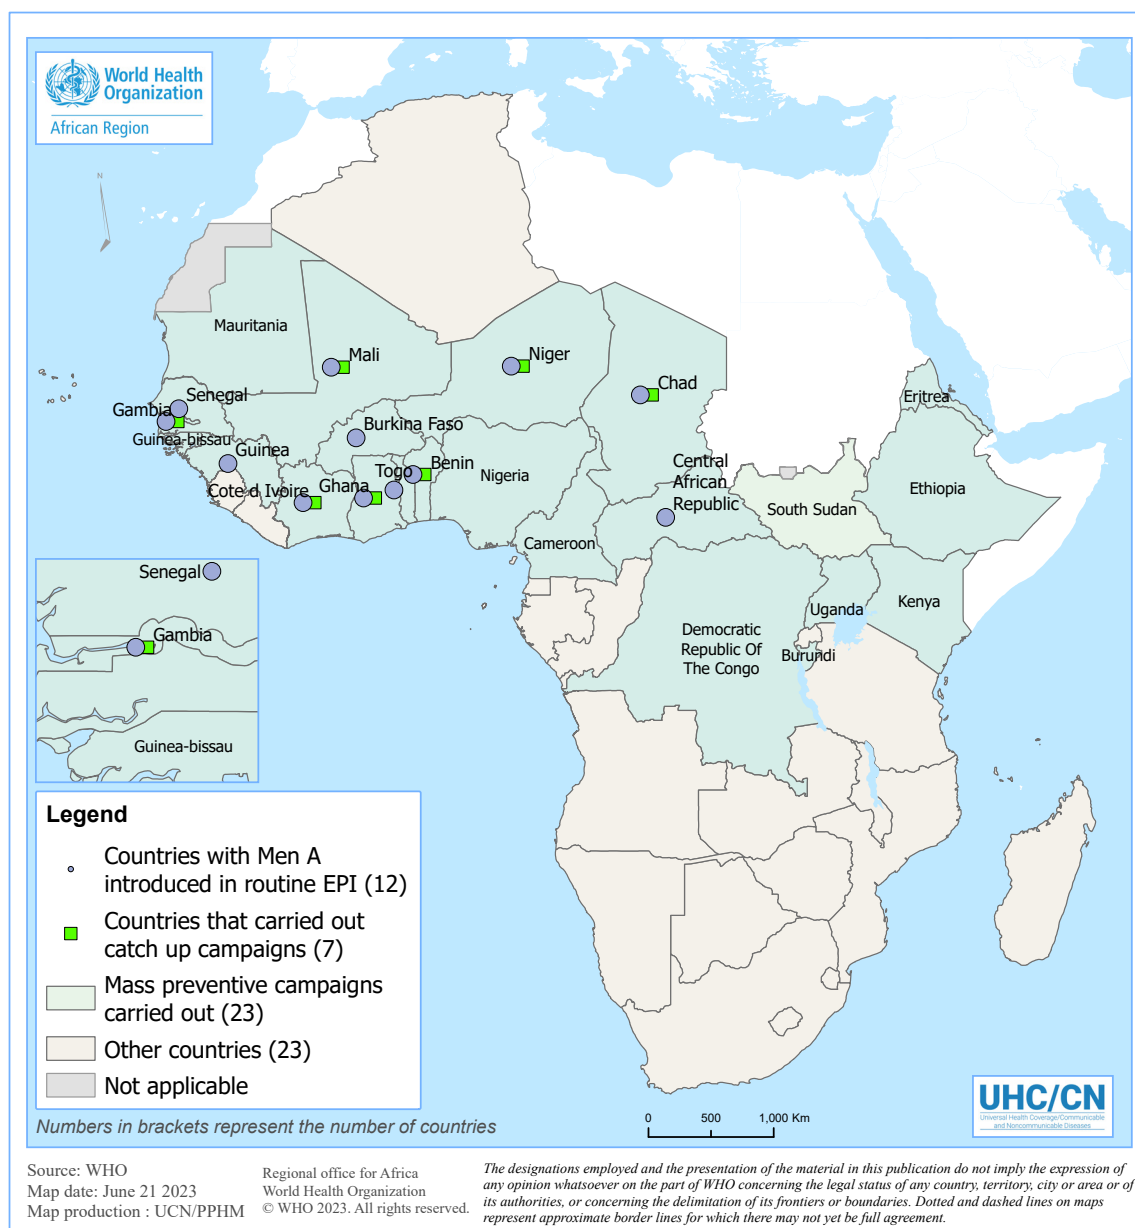 World Health
Organization
African Region
N
Mauritania
Mali
Niger
Chad
Senegal
Gambia
Guinea-bissau
Guinea
Burkina Faso
Eritrea
Cote d Ivoire
Ghana
Togo
Benin
Nigeria
Central
African
Republic
South Sudan
Ethiopia
Cameroon
Uganda
Kenya
Democratic
Republic Of
The Congo
Burundi
Senegal
Gambia
Guinea-bissau
Legend
Countries with Men A
introduced in routine EPI (12)
Countries that carried out
catch up campaigns (7)
Mass preventive campaigns
carried out (23)
Other countries (23)
Not applicable
Numbers in brackets represent the number of countries
0 500 1,000 Km
UHC/CN
Universal Health Coverage/Communicable
and Noncommunicable Diseases
Source: WHO
Map date: June 21 2023
Map production : UCN/PPHM
Regional office for Africa
World Health Organization
© WHO 2023. All rights reserved.
The designations employed and the presentation of the material in this publication do not imply the expression of
any opinion whatsoever on the part of WHO concerning the legal status of any country, territory, city or area or of
its authorities, or concerning the delimitation of its frontiers or boundaries. Dotted and dashed lines on maps
represent approximate border lines for which there may not yet be full agreement.